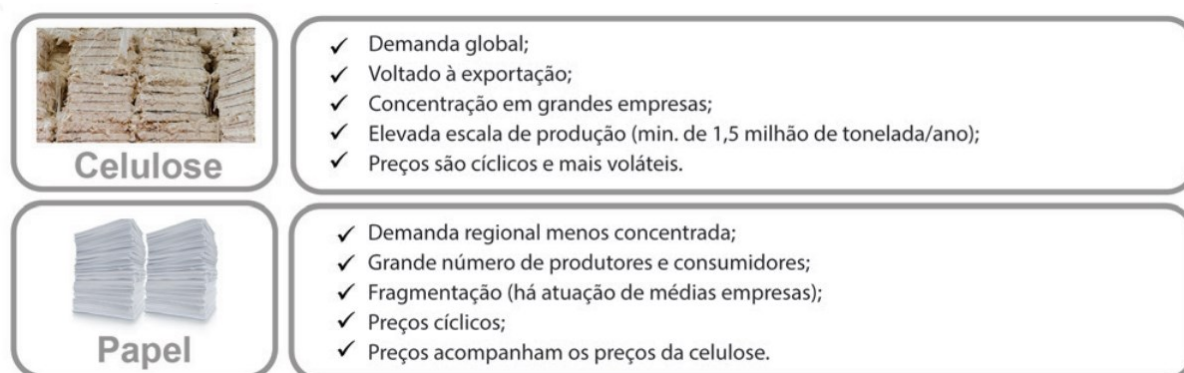 Celulose
Demanda global;
Voltado à exportação;
Concentração em grandes empresas;
Elevada escala de produção (min. de 1,5 milhão de tonelada/ano);
Preços são cíclicos e mais voláteis.
Papel
Demanda regional menos concentrada;
Grande número de produtores e consumidores;
Fragmentação (há atuação de médias empresas);
Preços cíclicos;
Preços acompanham os preços da celulose.